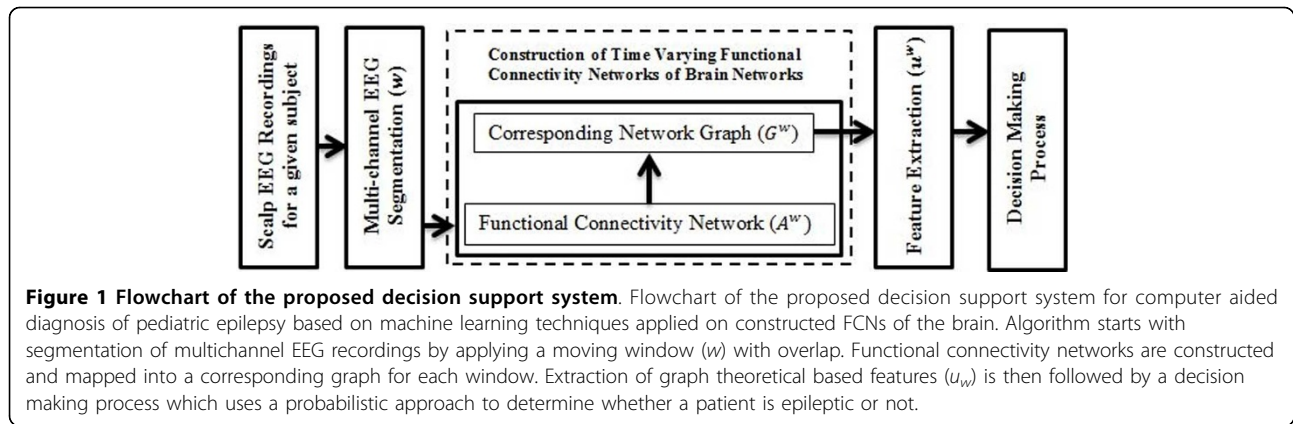 Scalp EEG Recordings
for a given subject
Multi-channel EEG
Segmentation (w)
Construction of Time Varying Functional
Connectivity Networks of Brain Networks
Corresponding Network Graph (G^w)
Functional Connectivity Network (A^w)
Feature Extraction (u^w)
Decision Making
Process
Figure 1 Flowchart of the proposed decision support system. Flowchart of the proposed decision support system for computer aided
diagnosis of pediatric epilepsy based on machine learning techniques applied on constructed FCNs of the brain. Algorithm starts with
segmentation of multichannel EEG recordings by applying a moving window (w) with overlap. Functional connectivity networks are constructed
and mapped into a corresponding graph for each window. Extraction of graph theoretical based features (u_w) is then followed by a decision
making process which uses a probabilistic approach to determine whether a patient is epileptic or not.